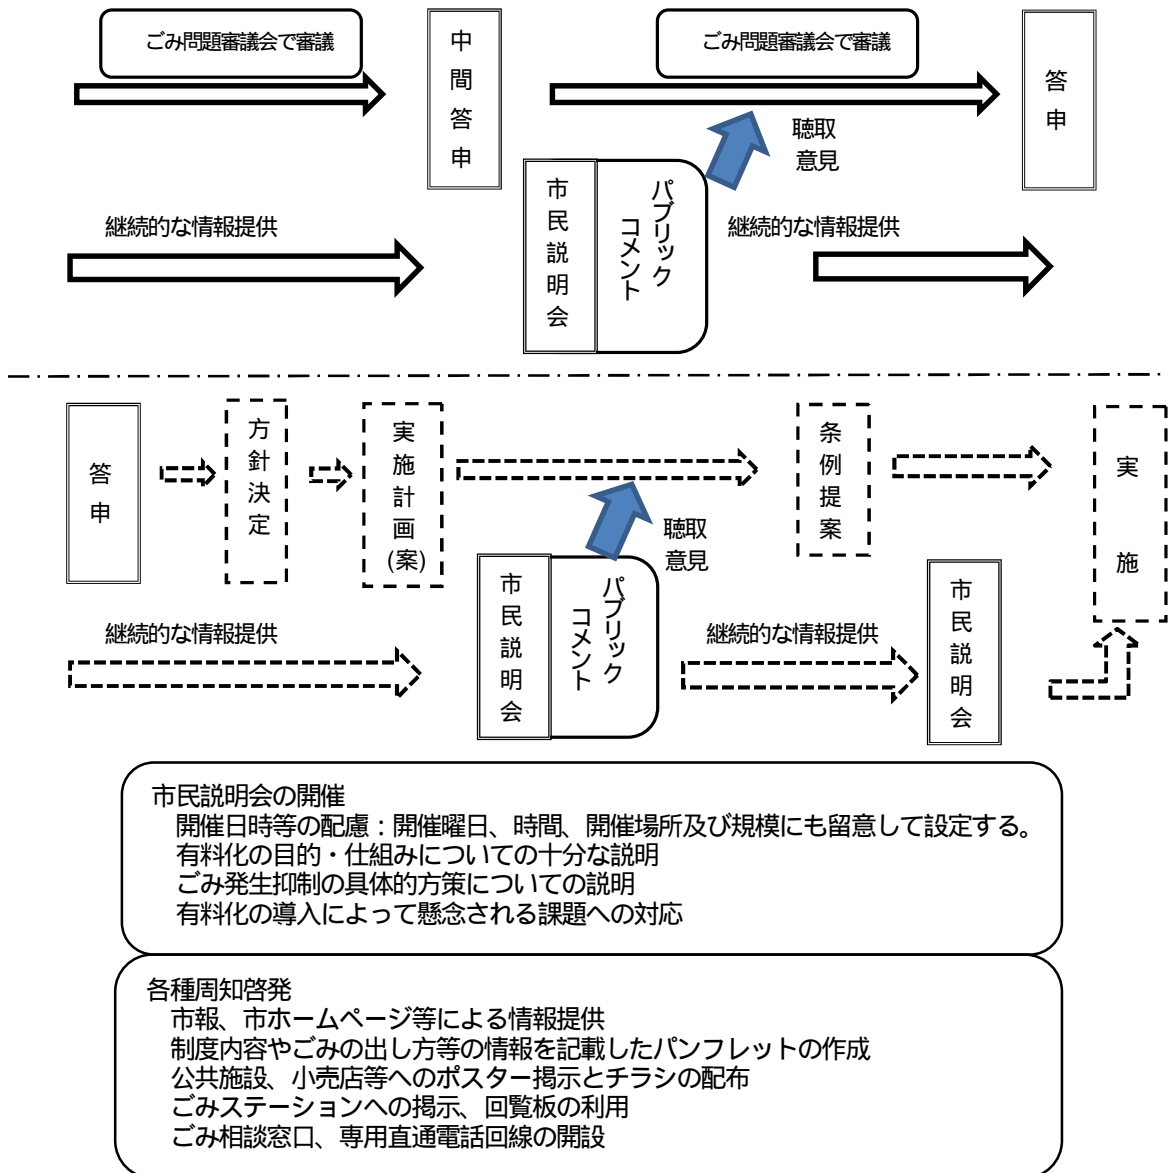 ごみ問題審議会で審議
中間答申
ごみ問題審議会で審議
答申
聴取
意見
市民説明会
パブリック
コメント
継続的な情報提供
継続的な情報提供
答申
方針決定
実施計画(案)
条例提案
実施
聴取
意見
市民説明会
パブリック
コメント
継続的な情報提供
継続的な情報提供
市民説明会
市民説明会の開催
開催日時等の配慮：開催曜日、時間、開催場所及び規模にも留意して設定する。
有料化の目的・仕組みについての十分な説明
ごみ発生抑制の具体的方策についての説明
有料化の導入によって懸念される課題への対応
各種周知啓発
市報、市ホームページ等による情報提供
制度内容やごみの出し方等の情報を記載したパンフレットの作成
公共施設、小売店等へのポスター掲示とチラシの配布
ごみステーションへの掲示、回覧板の利用
ごみ相談窓口、専用直通電話回線の開設